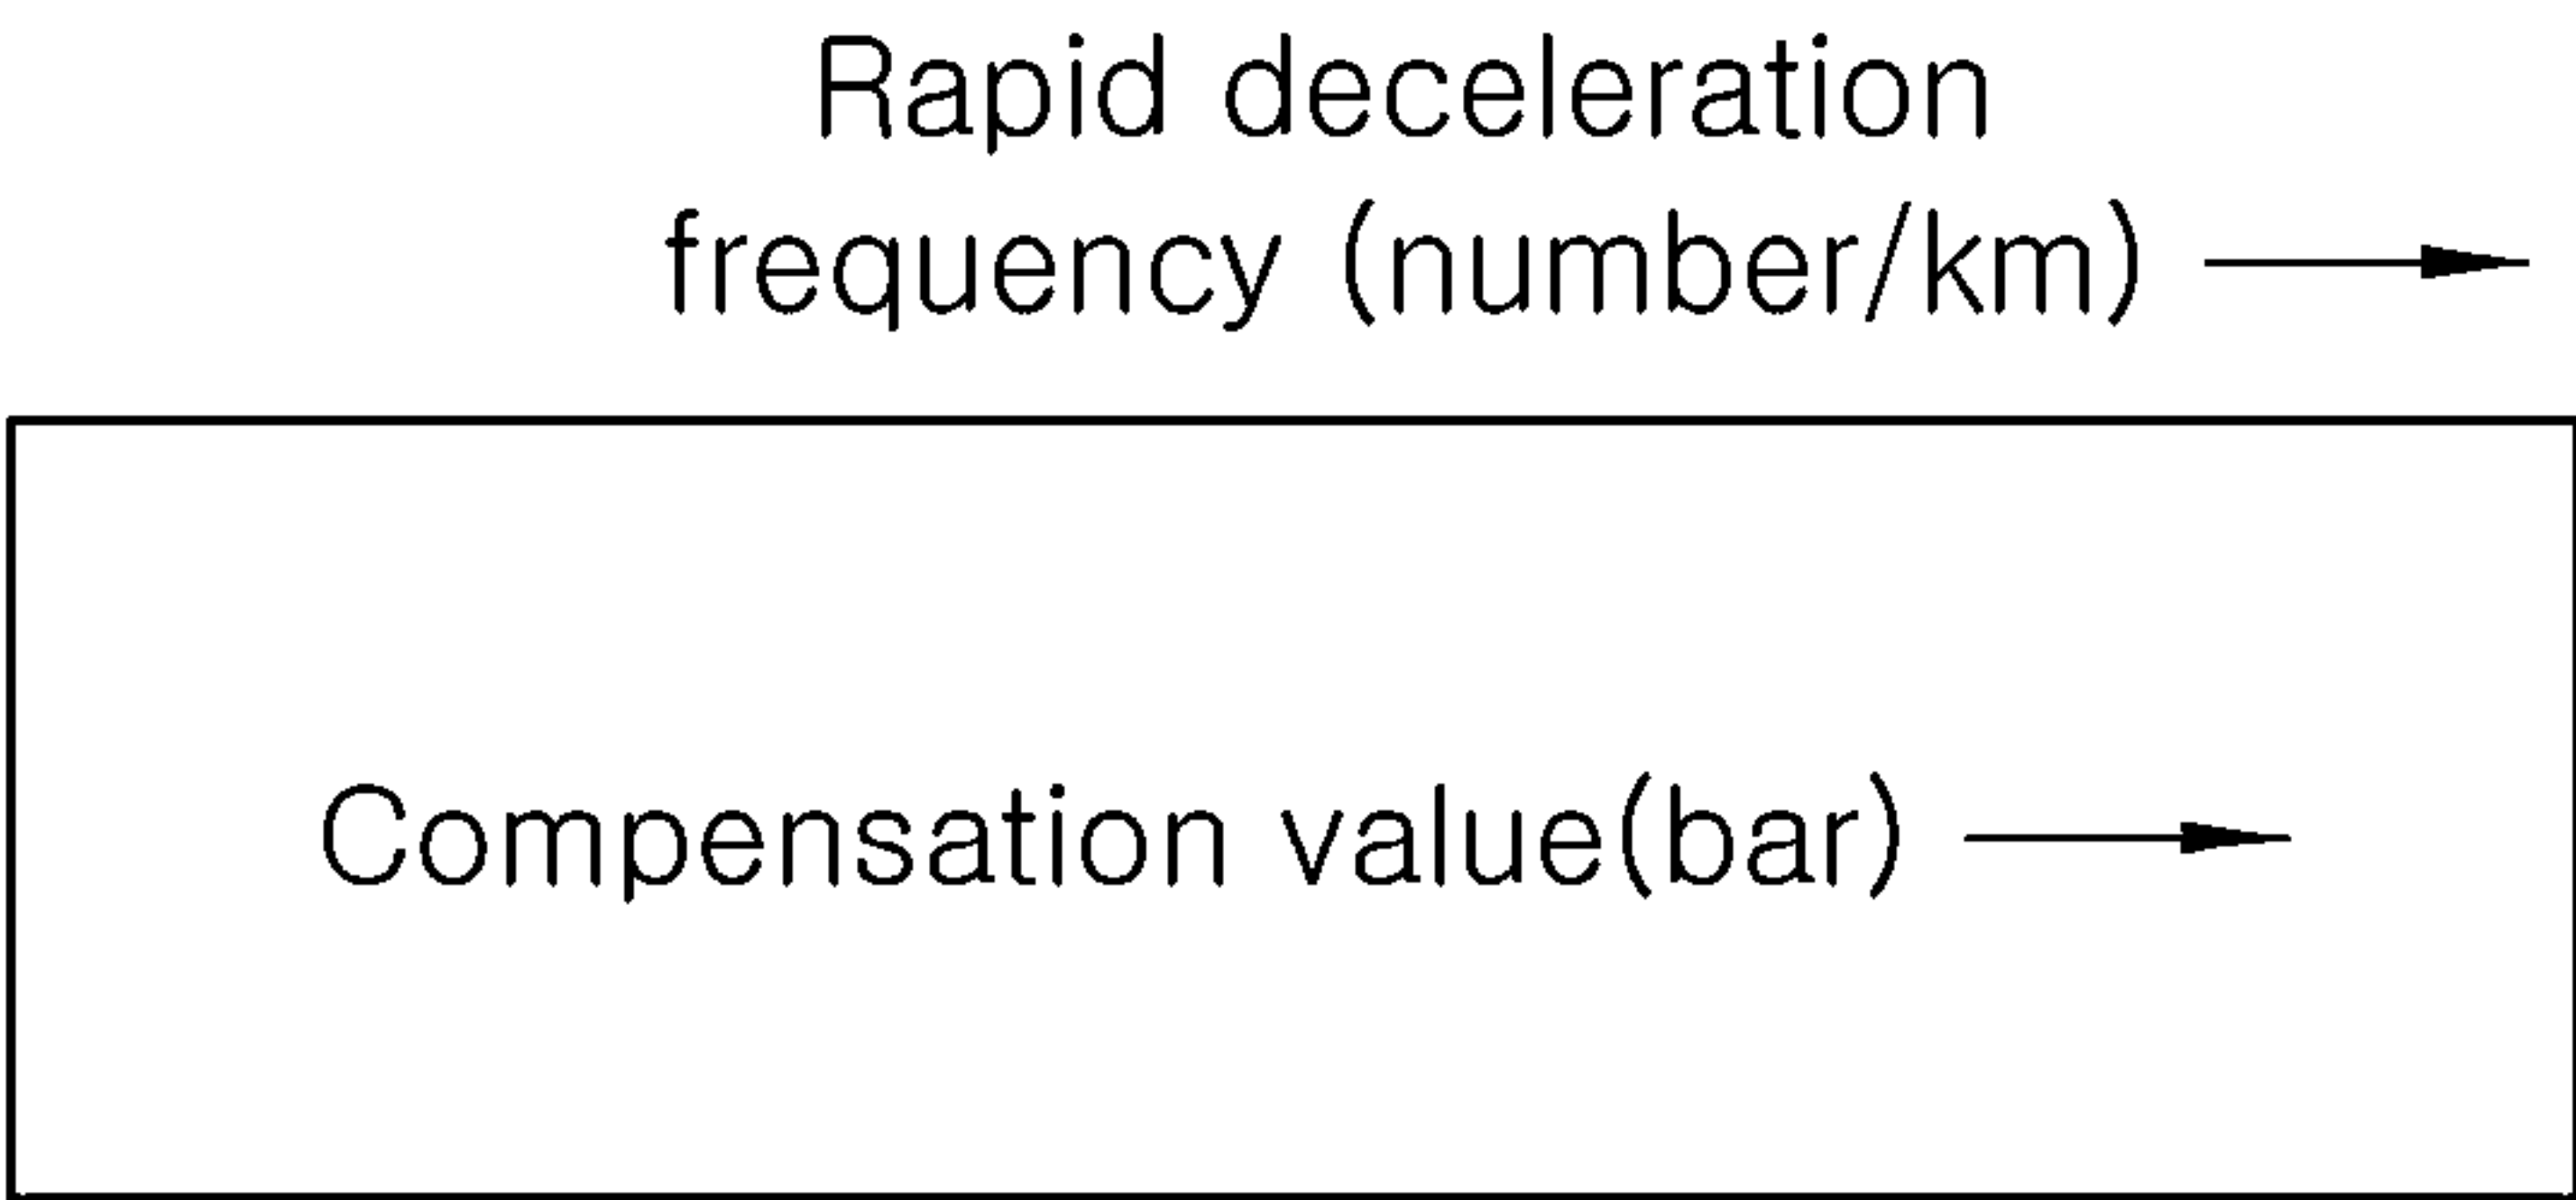 Rapid deceleration
frequency (number/km)
Compensation value(bar)